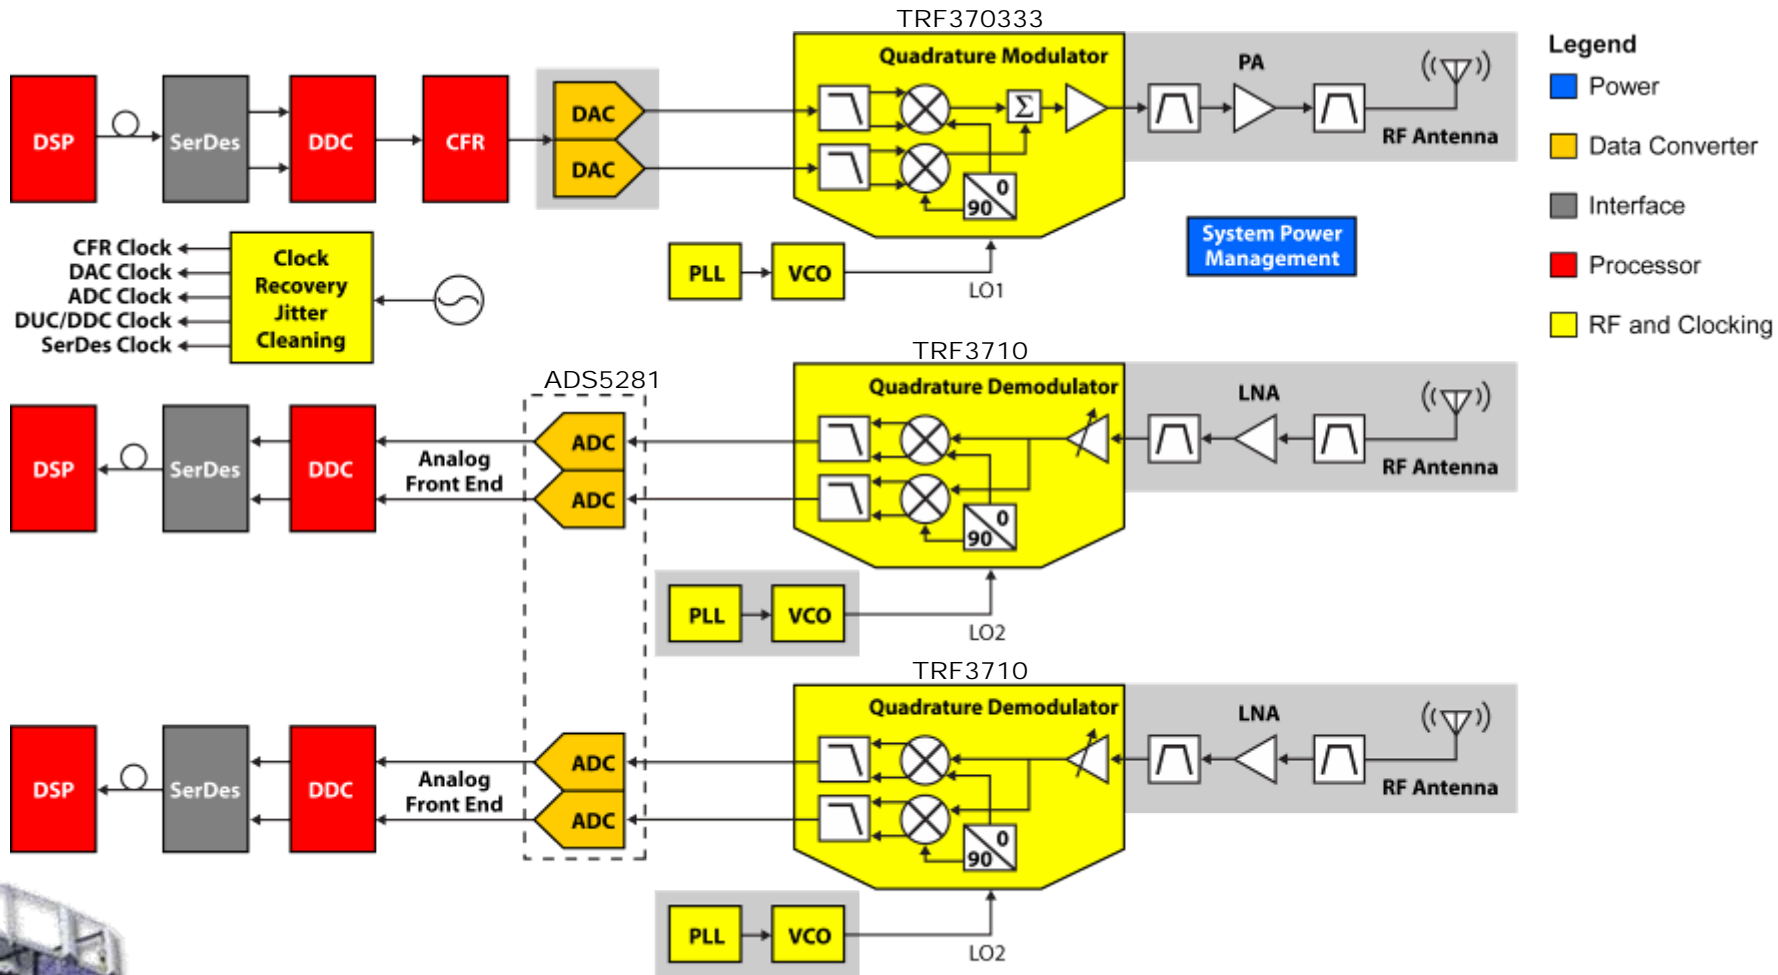 TRF370333
Quadrature Modulator
PA
RF Antenna
DSP
SerDes
DDC
CFR
DAC
DAC
Σ
0
90
Legend
Power
Data Converter
Interface
Processor
RF and Clocking
System Power
Management
CFR Clock
DAC Clock
ADC Clock
DUC/DDC Clock
SerDes Clock
Clock
Recovery
Jitter
Cleaning
PLL
VCO
LO1
TRF3710
Quadrature Demodulator
LNA
RF Antenna
ADS5281
DSP
SerDes
DDC
Analog
Front End
ADC
ADC
0
90
PLL
VCO
LO2
TRF3710
Quadrature Demodulator
LNA
RF Antenna
DSP
SerDes
DDC
Analog
Front End
ADC
ADC
0
90
PLL
VCO
LO2